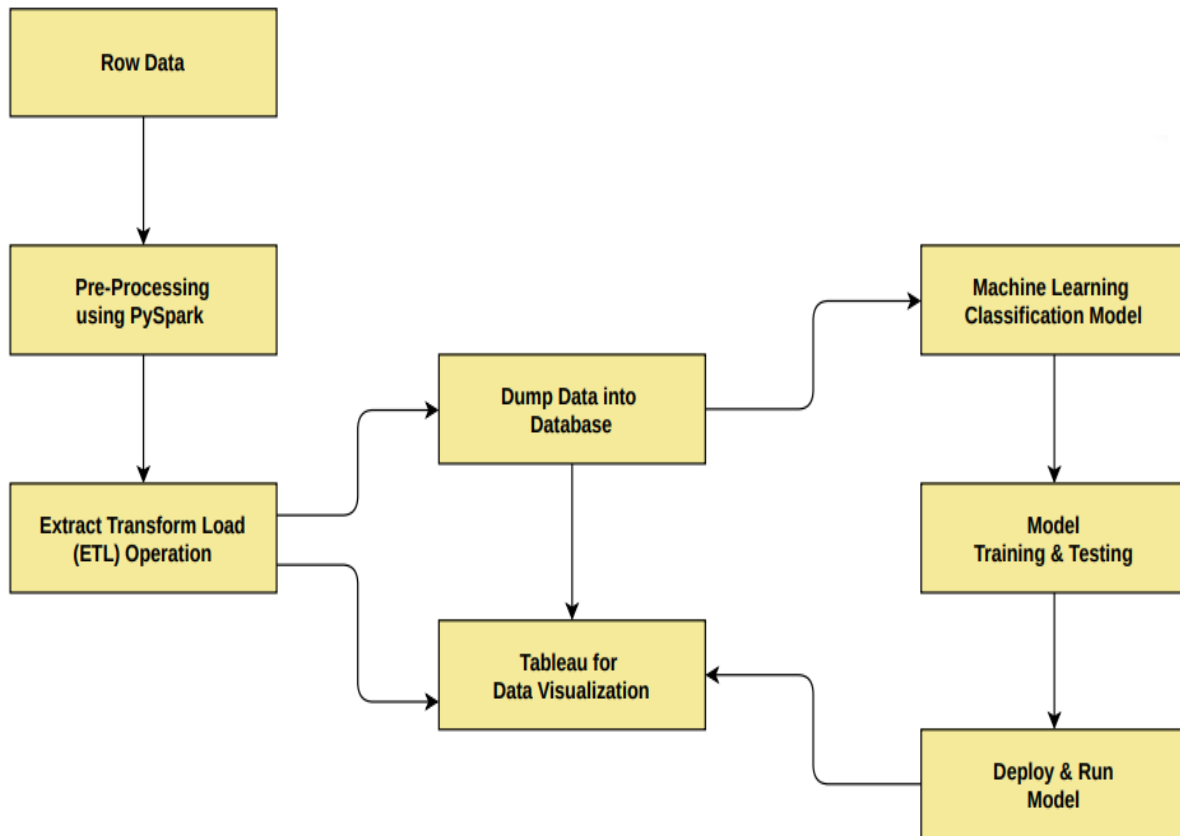 Row Data
Pre-Processing
using PySpark
Extract Transform Load
(ETL) Operation
Dump Data into
Database
Tableau for
Data Visualization
Machine Learning
Classification Model
Model
Training & Testing
Deploy & Run
Model